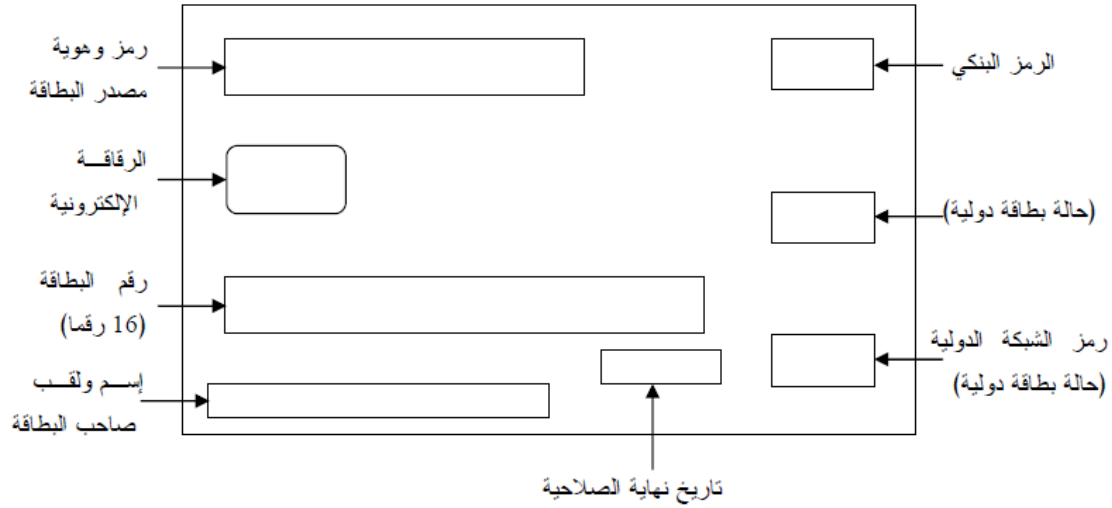 رمز وهوية
مصدر البطاقة
الرمز البنكي
الرقاقـــة
الإلكترونية
(حالة بطاقة دولية)
رقم البطاقة
(16 رقما)
رمز الشبكة الدولية
(حالة بطاقة دولية)
إســم ولقــب
صاحب البطاقة
تاريخ نهاية الصلاحية